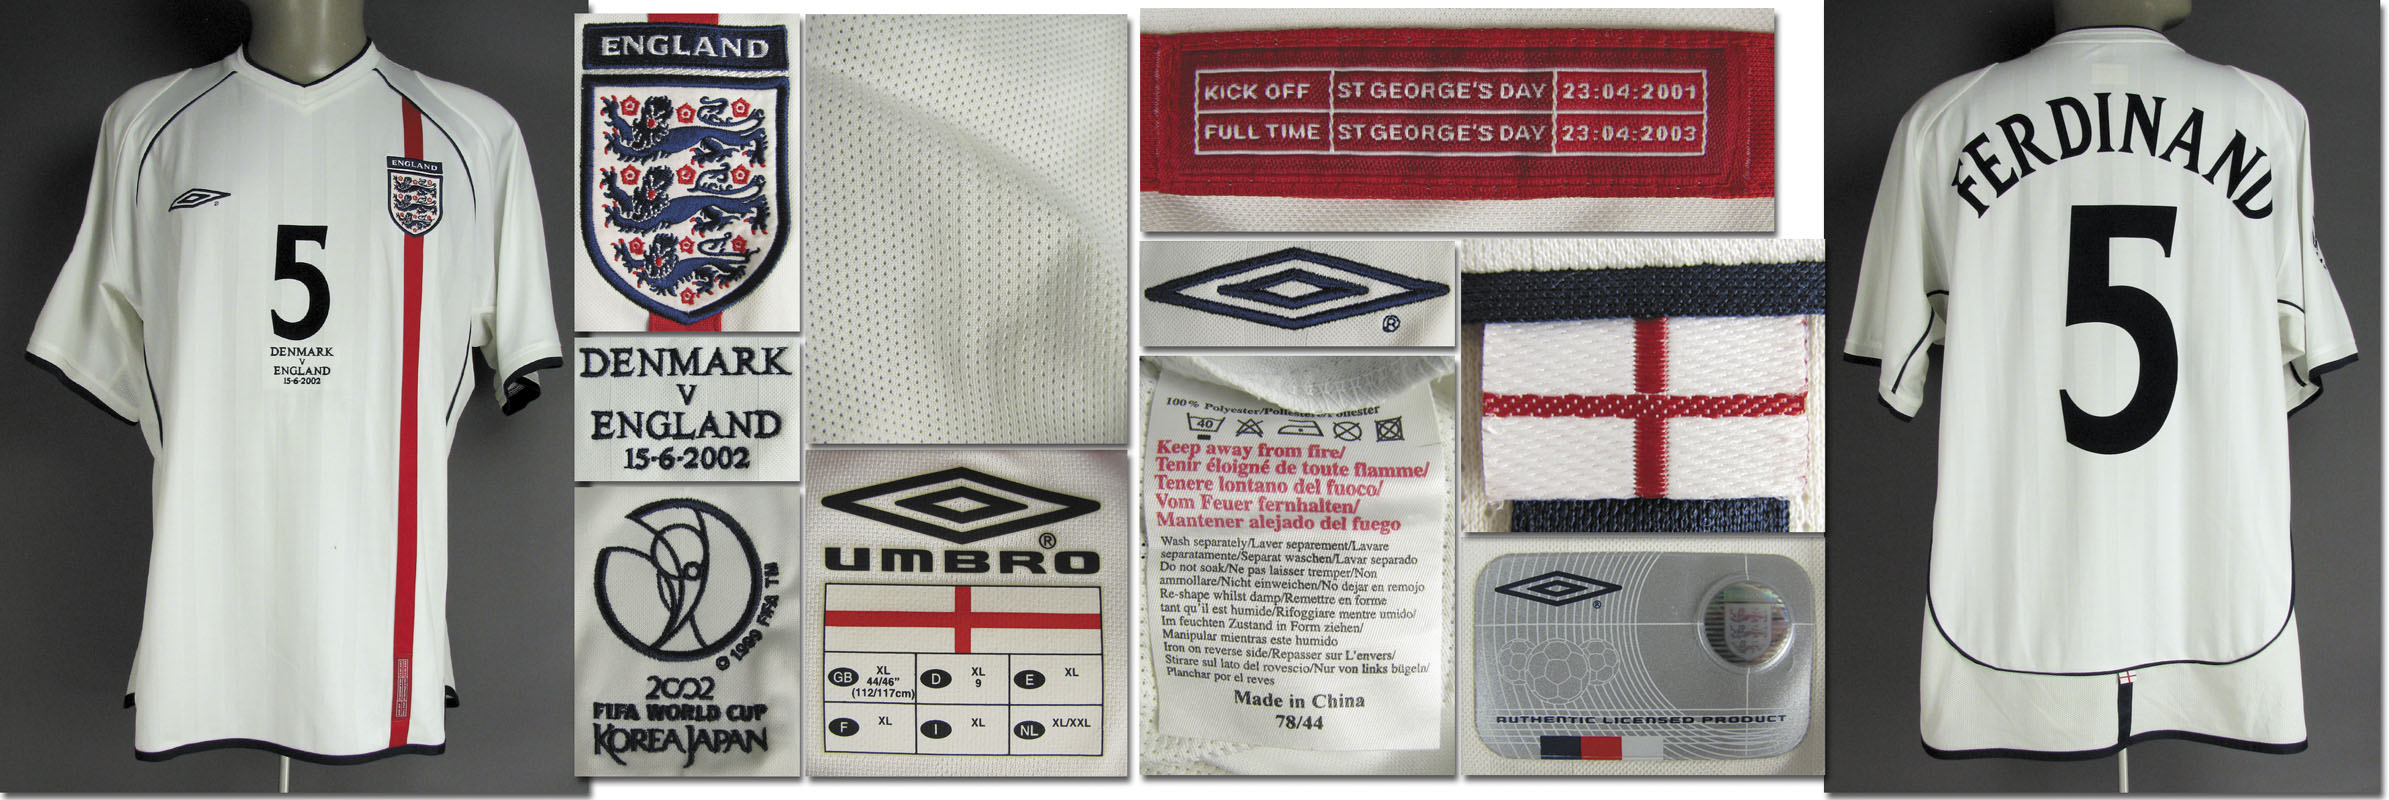 ENGLAND
5
DENMARK
V
ENGLAND
15-6-2002
ENGLAND
DENMARK
V
ENGLAND
15-6-2002
© 1999 FIFA TM
2002
FIFA WORLD CUP
KOREA JAPAN
®
UMBRO
GB XL 44/46" (112/117cm)
D XL 9
E XL
F XL
I XL
NL XL/XXL
KICK OFF ST GEORGE'S DAY 23:04:2001
FULL TIME ST GEORGE'S DAY 23:04:2003
®
100% Polyester/Poliestere/Poliester
40
Keep away from fire/
Tenir éloigné de toute flamme/
Tenere lontano del fuoco/
Vom Feuer fernhalten/
Mantener alejado del fuego
Wash separately/Laver separement/Lavare
separatamente/Separat waschen/Lavar separado
Do not soak/Ne pas laisser tremper/Non
ammollare/Nicht einweichen/No dejar en remojo
Re-shape whilst damp/Remettre en forme
tant qu'il est humide/Rifoggiare mentre umido/
Im feuchten Zustand in Form ziehen/
Manipular mientras este humido
Iron on reverse side/Repasser sur L'envers/
Stirare sul lato del rovescio/Nur von links bügeln/
Planchar por el reves
Made in China
78/44
®
AUTHENTIC LICENSED PRODUCT
FERDINAND
5